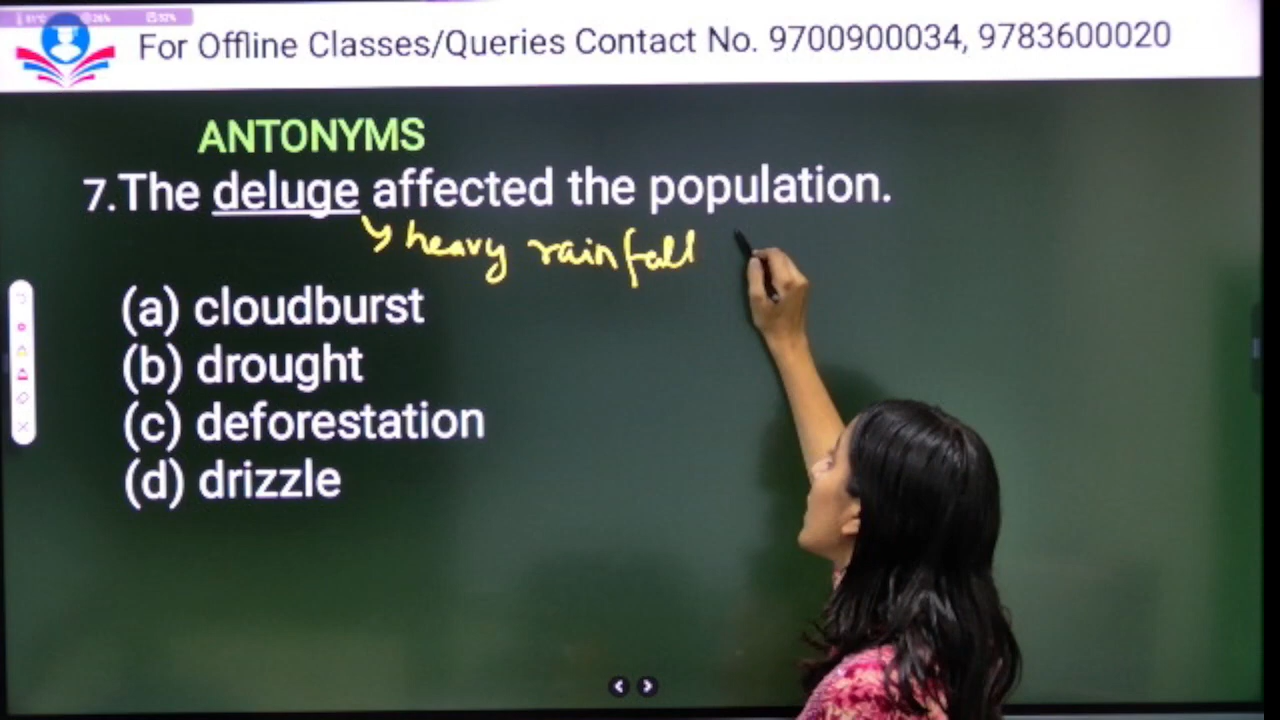 For Offline Classes/Queries Contact No. 9700900034, 9783600020
ANTONYMS
7.The deluge affected the population.
heavy rainfall
(a) cloudburst
(b) drought
(c) deforestation
(d) drizzle